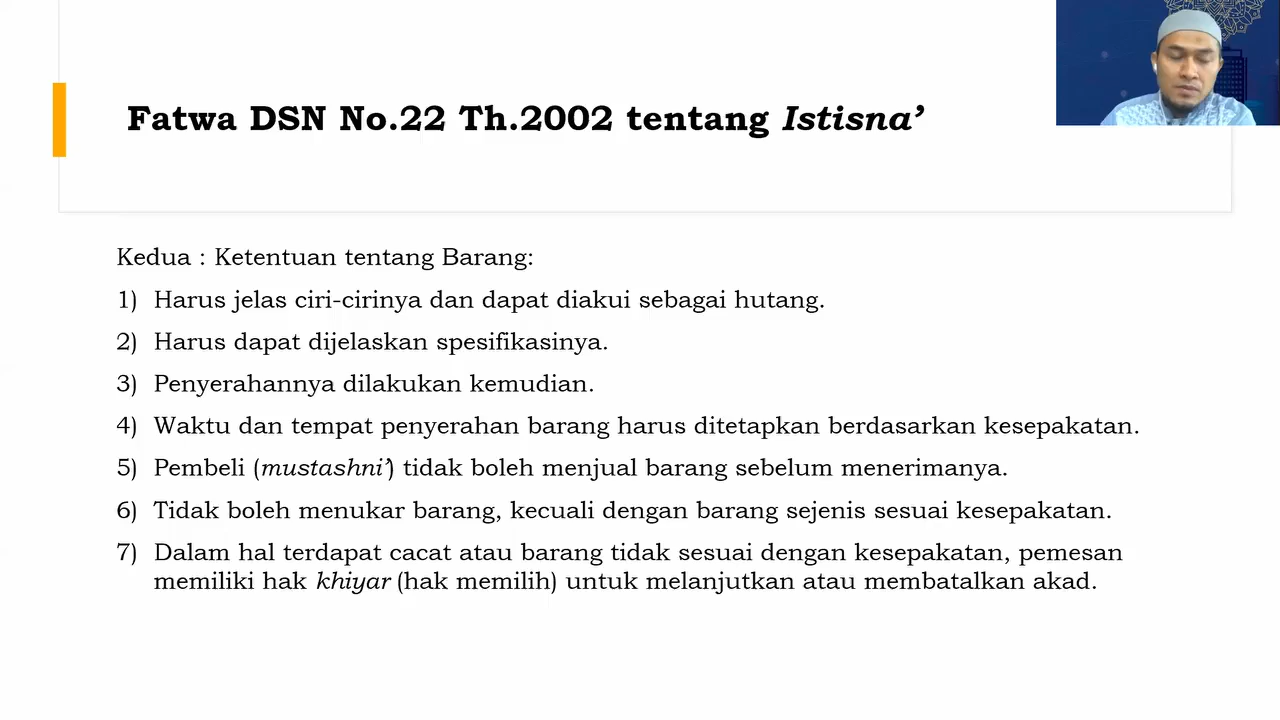 Fatwa DSN No.22 Th.2002 tentang Istisna’
Kedua : Ketentuan tentang Barang:
1) Harus jelas ciri-cirinya dan dapat diakui sebagai hutang.
2) Harus dapat dijelaskan spesifikasinya.
3) Penyerahannya dilakukan kemudian.
4) Waktu dan tempat penyerahan barang harus ditetapkan berdasarkan kesepakatan.
5) Pembeli (mustashni’) tidak boleh menjual barang sebelum menerimanya.
6) Tidak boleh menukar barang, kecuali dengan barang sejenis sesuai kesepakatan.
7) Dalam hal terdapat cacat atau barang tidak sesuai dengan kesepakatan, pemesan
memiliki hak khiyar (hak memilih) untuk melanjutkan atau membatalkan akad.